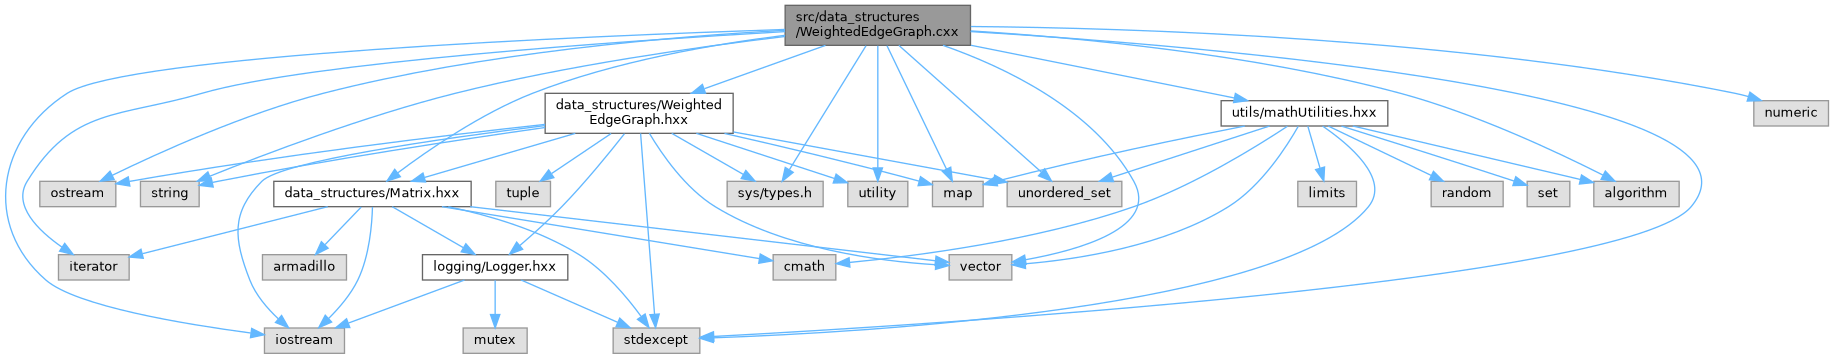 src/data_structures
/WeightedEdgeGraph.cxx
data_structures/Weighted
EdgeGraph.hxx
utils/mathUtilities.hxx
numeric
ostream
string
data_structures/Matrix.hxx
tuple
sys/types.h
utility
map
unordered_set
limits
random
set
algorithm
iterator
armadillo
logging/Logger.hxx
cmath
vector
iostream
mutex
stdexcept